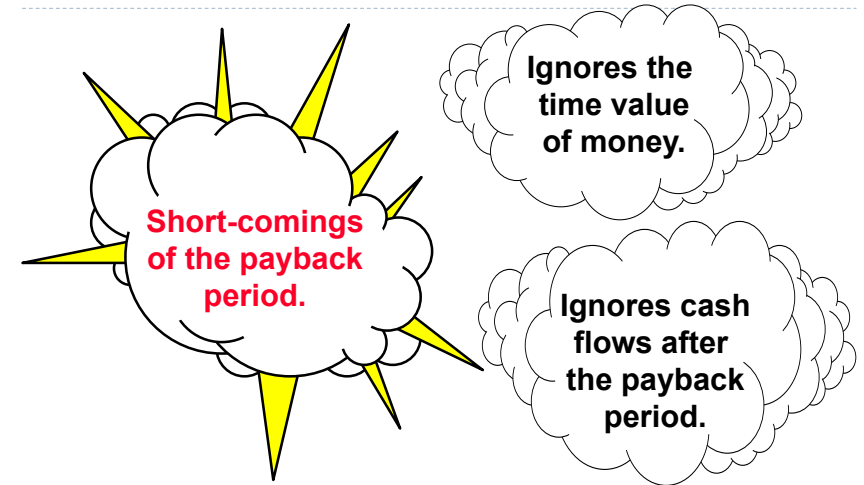 Short-comings
of the payback
period.
Ignores the
time value
of money.
Ignores cash
flows after
the payback
period.